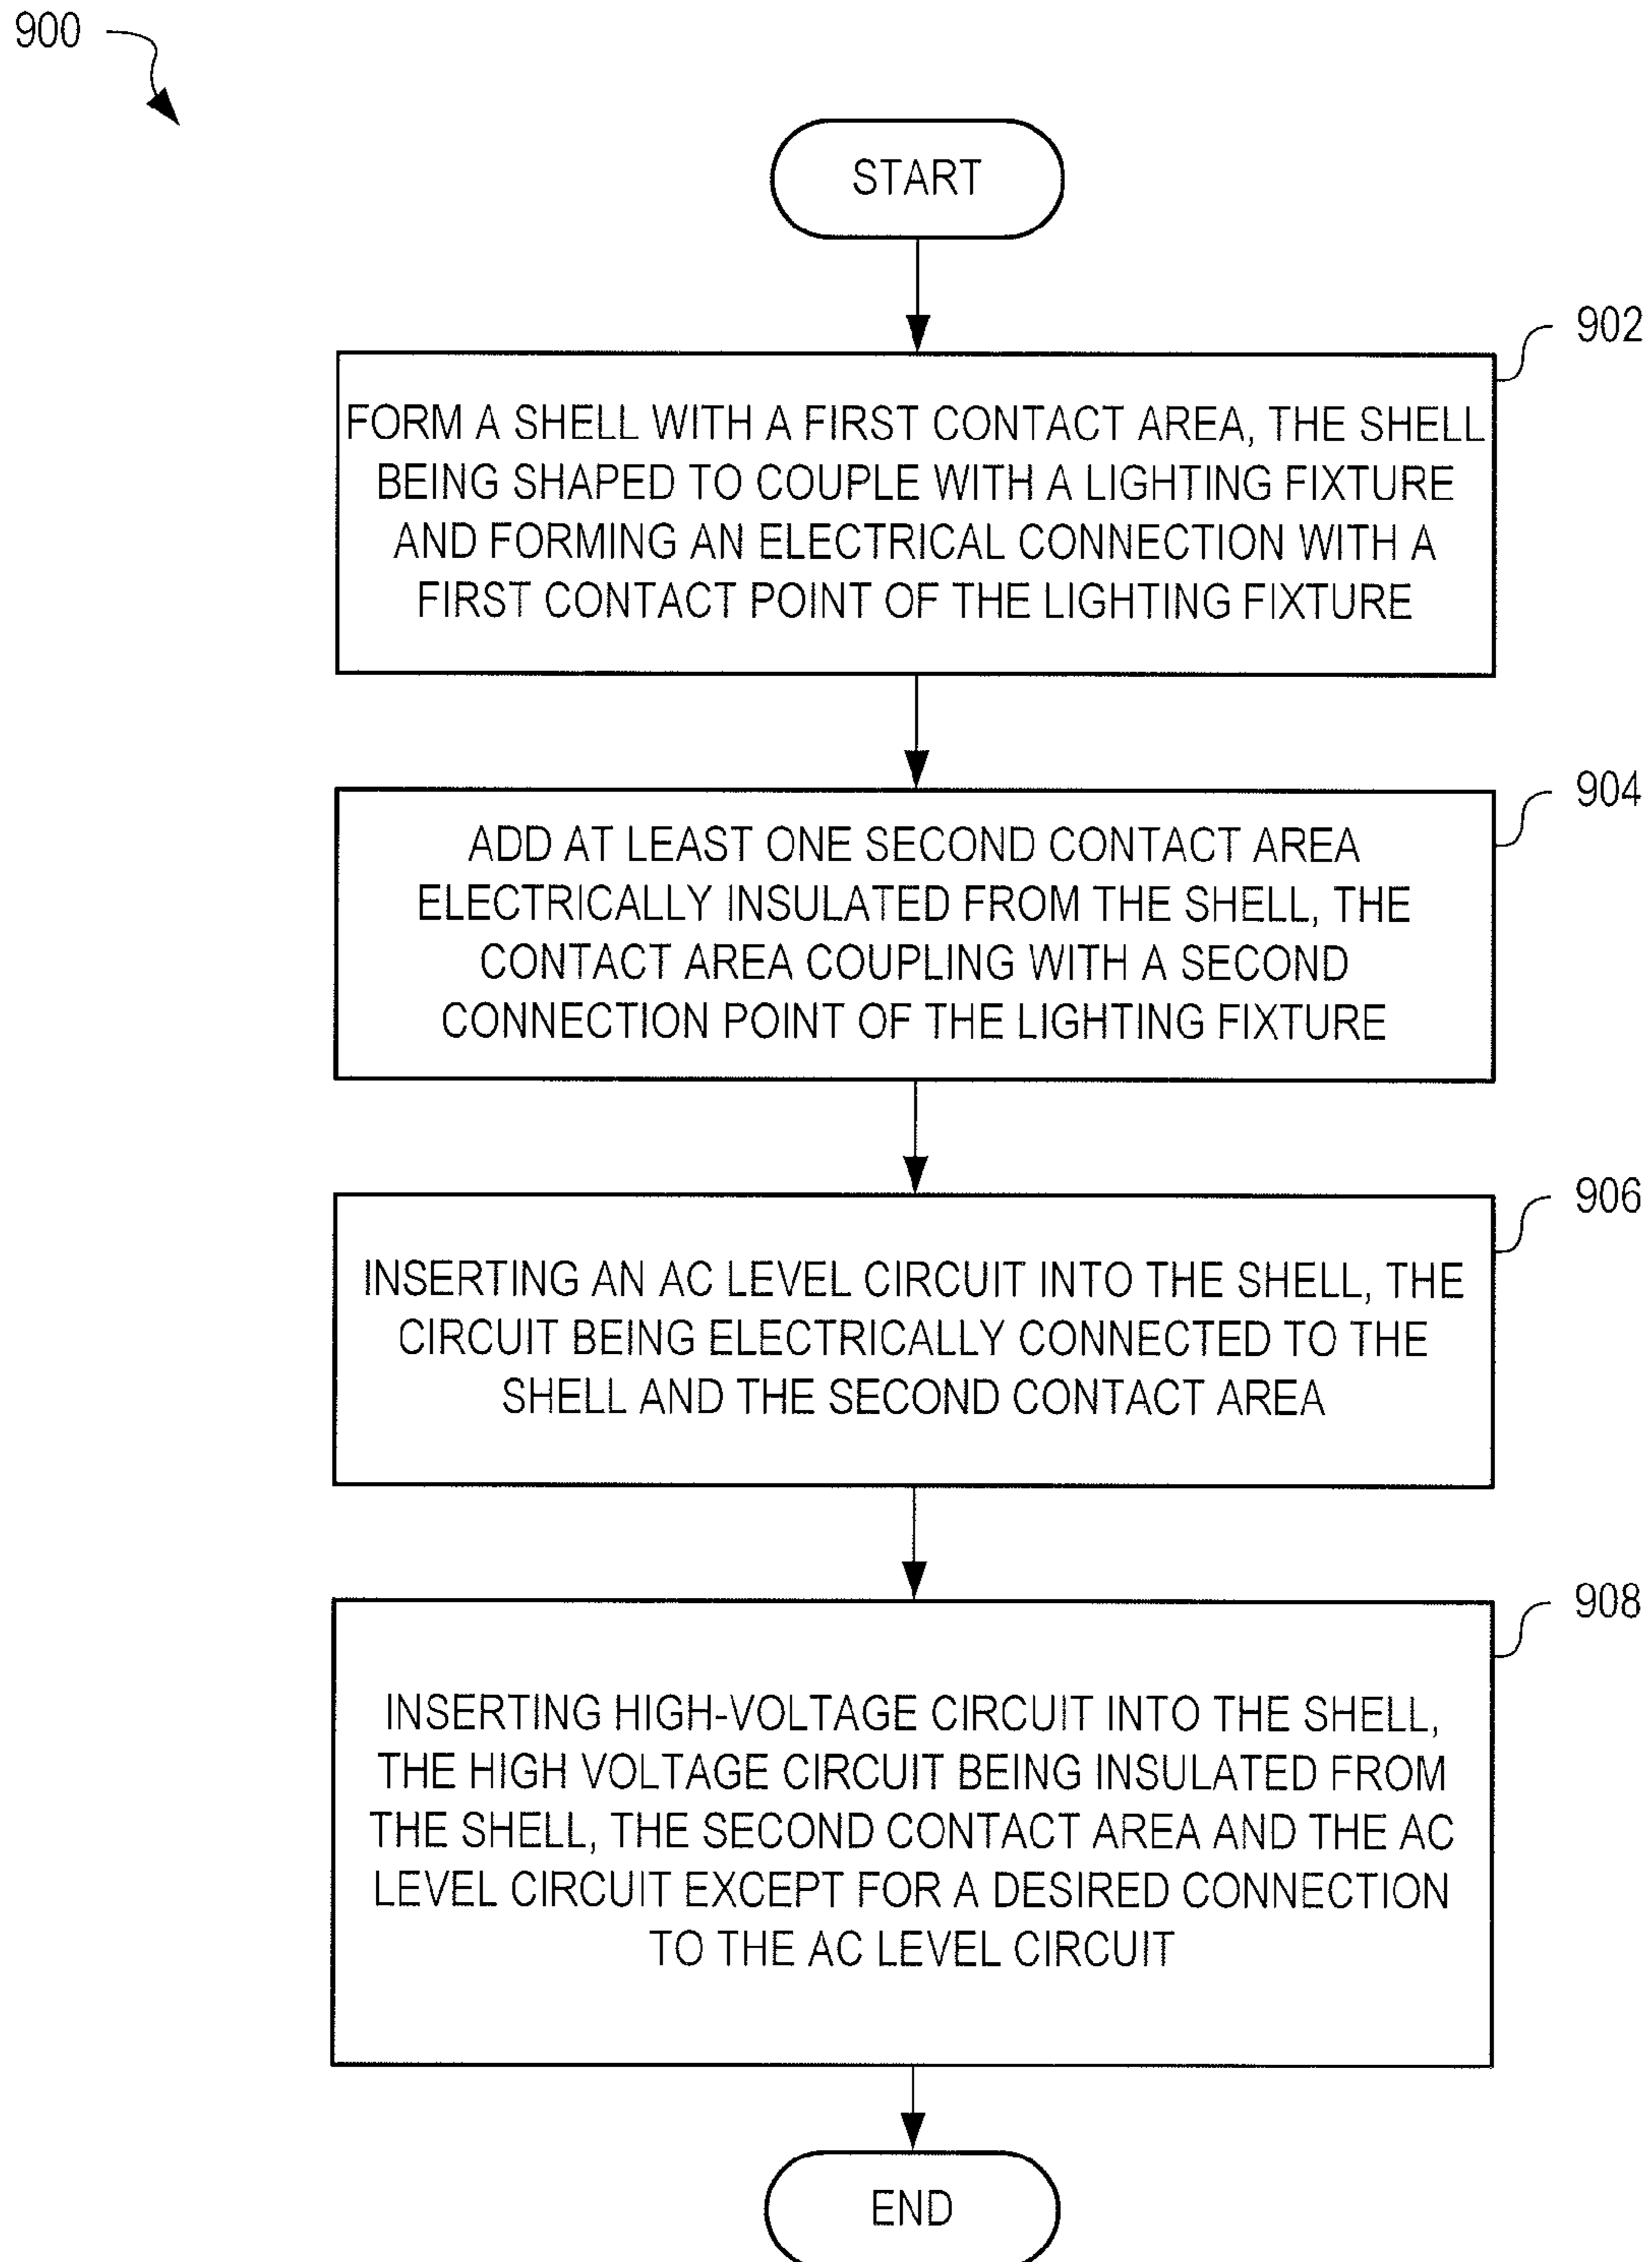 900
START
902
FORM A SHELL WITH A FIRST CONTACT AREA, THE SHELL
BEING SHAPED TO COUPLE WITH A LIGHTING FIXTURE
AND FORMING AN ELECTRICAL CONNECTION WITH A
FIRST CONTACT POINT OF THE LIGHTING FIXTURE
904
ADD AT LEAST ONE SECOND CONTACT AREA
ELECTRICALLY INSULATED FROM THE SHELL, THE
CONTACT AREA COUPLING WITH A SECOND
CONNECTION POINT OF THE LIGHTING FIXTURE
906
INSERTING AN AC LEVEL CIRCUIT INTO THE SHELL, THE
CIRCUIT BEING ELECTRICALLY CONNECTED TO THE
SHELL AND THE SECOND CONTACT AREA
908
INSERTING HIGH-VOLTAGE CIRCUIT INTO THE SHELL,
THE HIGH VOLTAGE CIRCUIT BEING INSULATED FROM
THE SHELL, THE SECOND CONTACT AREA AND THE AC
LEVEL CIRCUIT EXCEPT FOR A DESIRED CONNECTION
TO THE AC LEVEL CIRCUIT
END